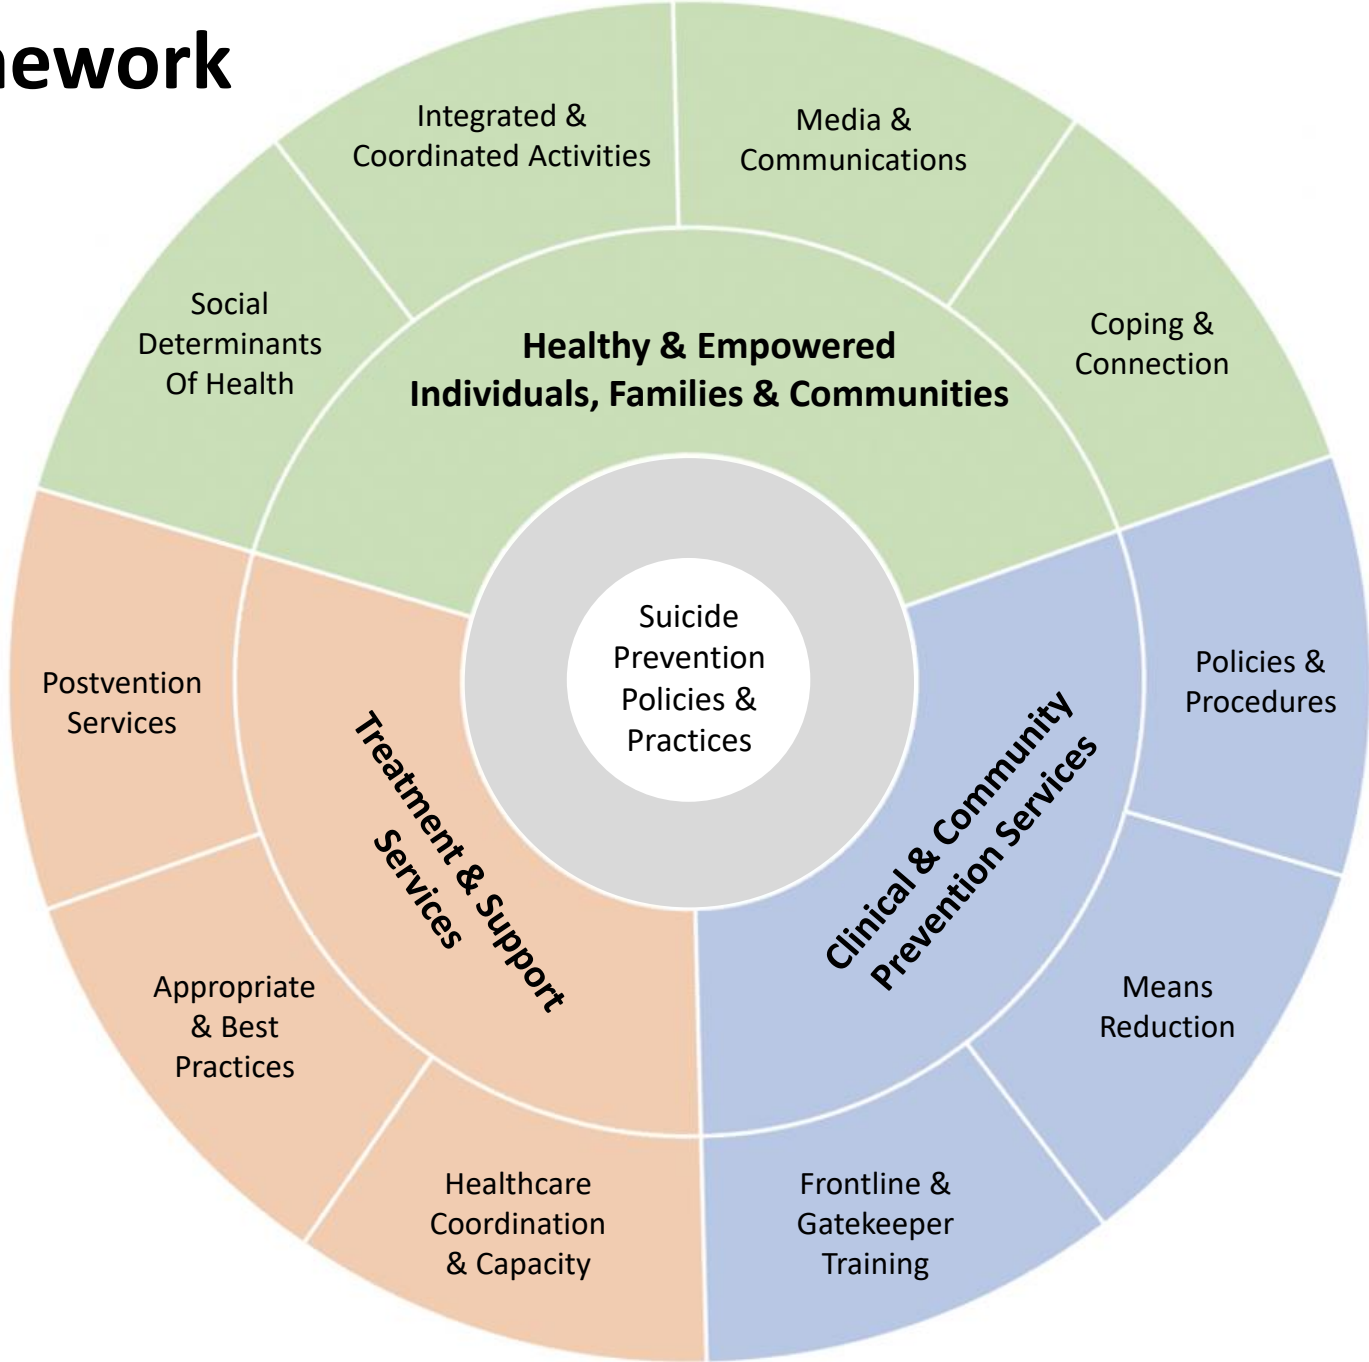 nework
Integrated &
Coordinated Activities
Media &
Communications
Social
Determinants
Of Health
Coping &
Connection
Healthy & Empowered
Individuals, Families & Communities
Suicide
Prevention
Policies &
Practices
Postvention
Services
Policies &
Procedures
Treatment & Support
Services
Clinical & Community
Prevention Services
Appropriate
& Best
Practices
Means
Reduction
Healthcare
Coordination
& Capacity
Frontline &
Gatekeeper
Training